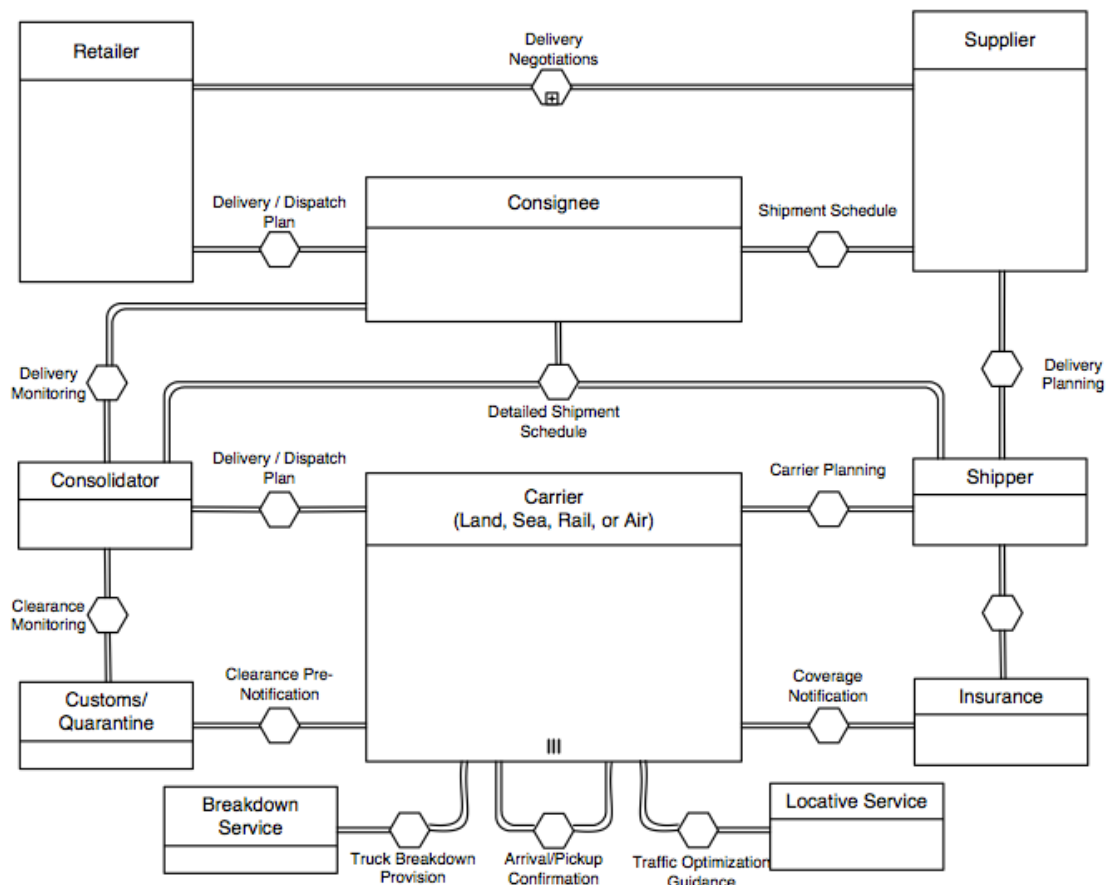 Retailer
Delivery
Negotiations
Supplier
Delivery / Dispatch
Plan
Consignee
Shipment Schedule
Delivery
Monitoring
Detailed Shipment
Schedule
Delivery
Planning
Consolidator
Delivery / Dispatch
Plan
Carrier
(Land, Sea, Rail, or Air)
Carrier Planning
Shipper
Clearance
Monitoring
Customs/
Quarantine
Clearance Pre-
Notification
Coverage
Notification
Insurance
Breakdown
Service
Truck Breakdown
Provision
Arrival/Pickup
Confirmation
Traffic Optimization
Guidance
Locative Service